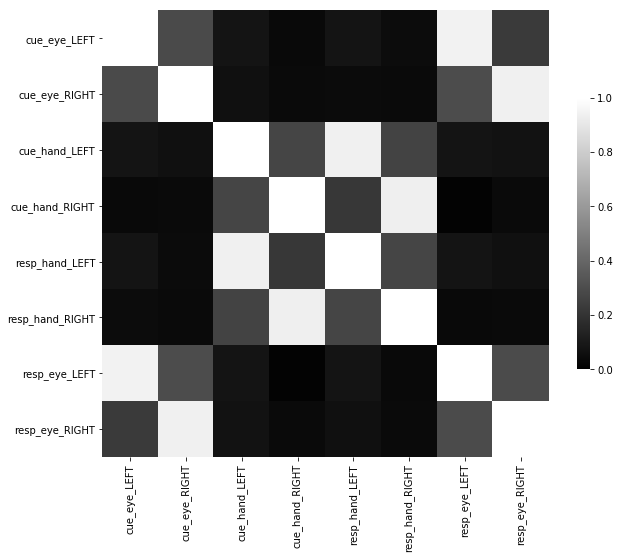 cue_eye_LEFT
cue_eye_RIGHT
cue_hand_LEFT
cue_hand_RIGHT
resp_hand_LEFT
resp_hand_RIGHT
resp_eye_LEFT
resp_eye_RIGHT
1.0
0.8
0.6
0.4
0.2
0.0
cue_eye_LEFT
cue_eye_RIGHT
cue_hand_LEFT
cue_hand_RIGHT
resp_hand_LEFT
resp_hand_RIGHT
resp_eye_LEFT
resp_eye_RIGHT